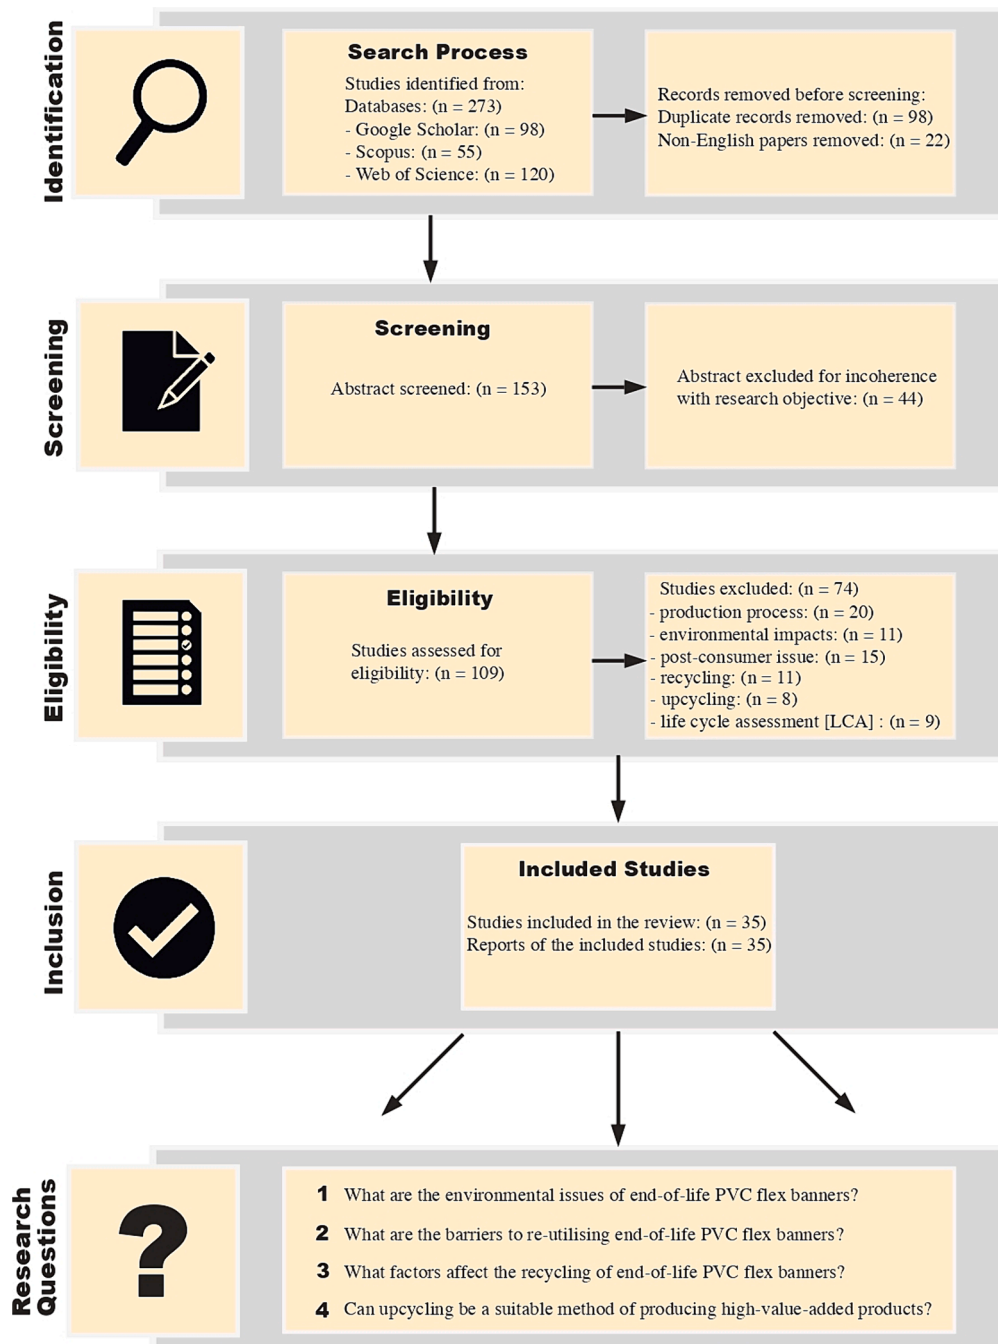 Identification
Search Process
Studies identified from:
Databases: (n = 273)
- Google Scholar: (n = 98)
- Scopus: (n = 55)
- Web of Science: (n = 120)
Records removed before screening:
Duplicate records removed: (n = 98)
Non-English papers removed: (n = 22)
Screening
Screening
Abstract screened: (n = 153)
Abstract excluded for incoherence
with research objective: (n = 44)
Eligibility
Eligibility
Studies assessed for
eligibility: (n = 109)
Studies excluded: (n = 74)
- production process: (n = 20)
- environmental impacts: (n = 11)
- post-consumer issue: (n = 15)
- recycling: (n = 11)
- upcycling: (n = 8)
- life cycle assessment [LCA] : (n = 9)
Inclusion
Included Studies
Studies included in the review: (n = 35)
Reports of the included studies: (n = 35)
Research
Questions
1 What are the environmental issues of end-of-life PVC flex banners?
2 What are the barriers to re-utilising end-of-life PVC flex banners?
3 What factors affect the recycling of end-of-life PVC flex banners?
4 Can upcycling be a suitable method of producing high-value-added products?